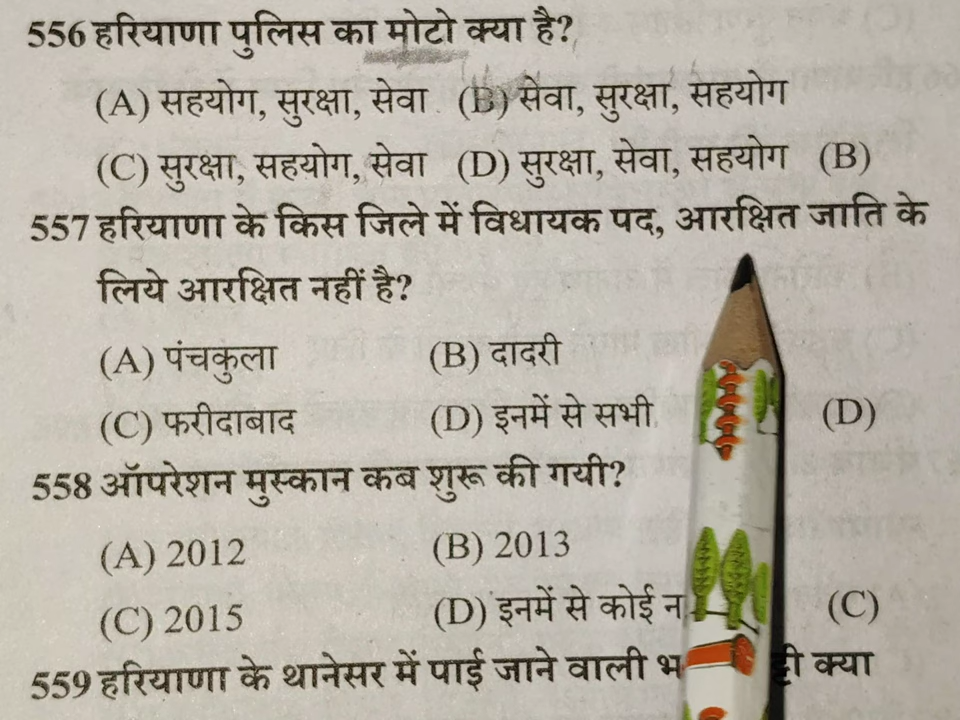 556 हरियाणा पुलिस का मोटो क्या है?
(A) सहयोग, सुरक्षा, सेवा (B) सेवा, सुरक्षा, सहयोग
(C) सुरक्षा, सहयोग, सेवा (D) सुरक्षा, सेवा, सहयोग (B)
557 हरियाणा के किस जिले में विधायक पद, आरक्षित जाति के
लिये आरक्षित नहीं है?
(A) पंचकुला (B) दादरी
(C) फरीदाबाद (D) इनमें से सभी (D)
558 ऑपरेशन मुस्कान कब शुरू की गयी?
(A) 2012 (B) 2013
(C) 2015 (D) इनमें से कोई (C)
559 हरियाणा के थानेसर में पाई जाने वाली क्या